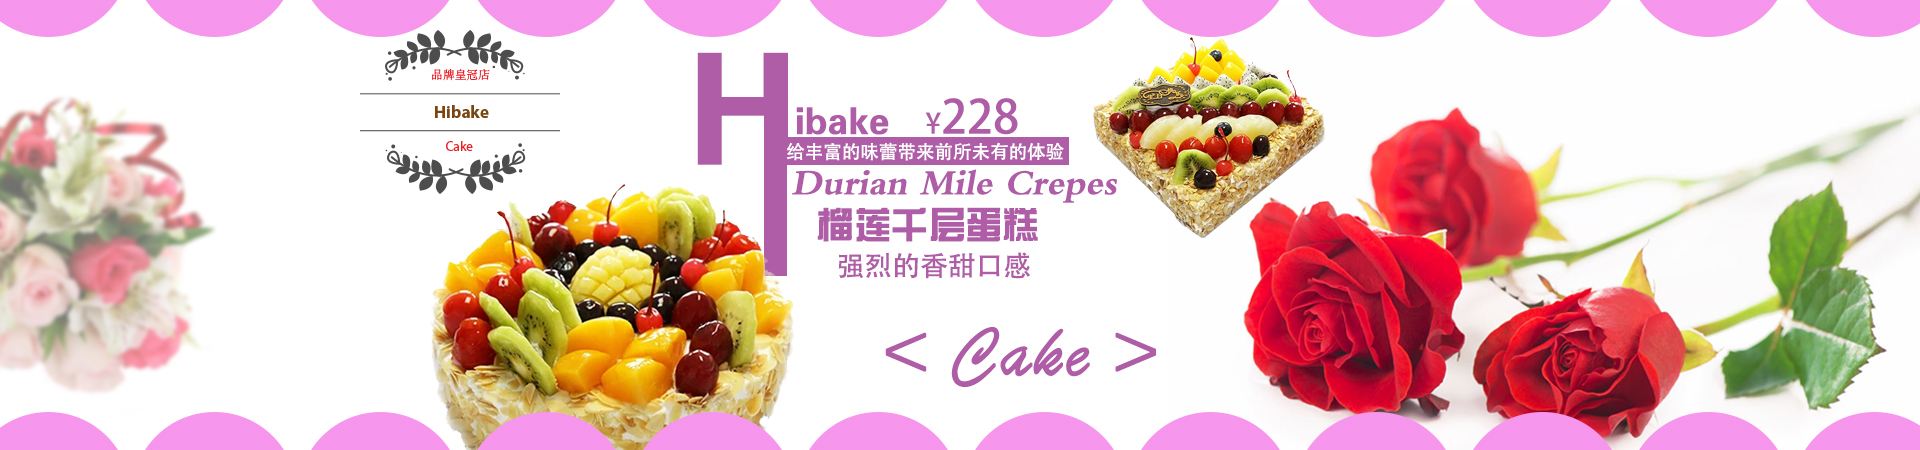 品牌皇冠店
Hibake
Cake
Hibake ¥228
给丰富的味蕾带来前所未有的体验
Durian Mile Crepes
榴莲千层蛋糕
强烈的香甜口感
< Cake >